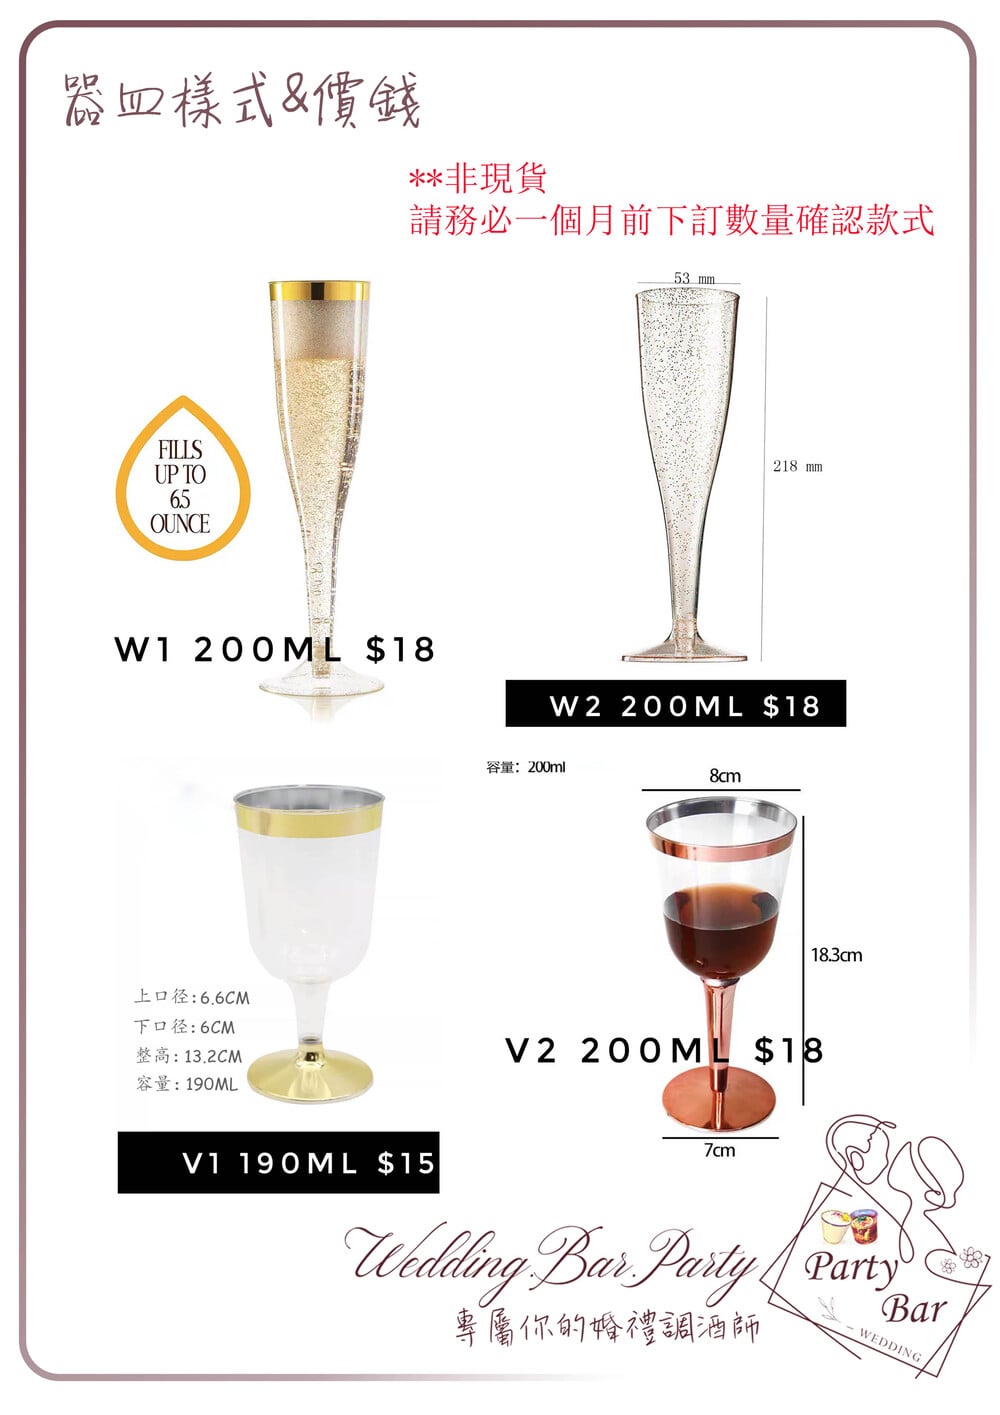 器皿樣式&價錢
**非現貨
請務必一個月前下訂數量確認款式
FILLS
UP TO
6.5
OUNCE
W1 200ML $18
53 mm
218 mm
W2 200ML $18
上口径:6.6CM
下口径:6CM
整高:13.2CM
容量:190ML
V1 190ML $15
容量：200ml
8cm
18.3cm
V2 200ML $18
7cm
Wedding.Bar.Party
專屬你的婚禮調酒師
Party
Bar
WEDDING